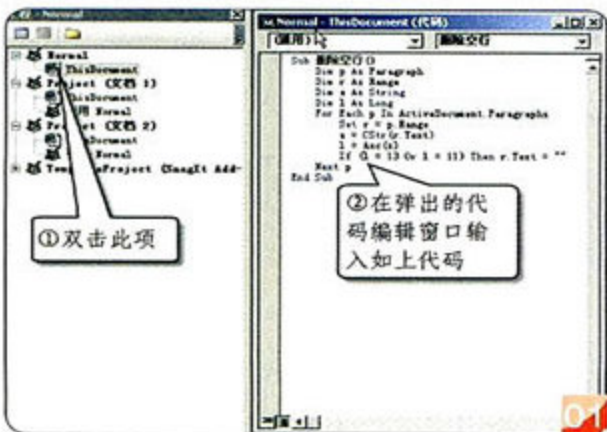 Normal
ThisDocument
Project (文档 1)
ThisDocument
Normal
Project (文档 2)
Normal
①双击此项
Normal - ThisDocument (代码)
(通用)
删除空行
Sub 删除空行()
Dim p As Paragraph
Dim r As Range
Dim s As String
Dim l As Long
For Each p In ActiveDocument.Paragraphs
Set r = p.Range
s = CStr(r.Text)
l = Asc(s)
If (l = 13 Or l = 11) Then r.Text = ""
Next p
End Sub
②在弹出的代
码编辑窗口输
入如上代码
01